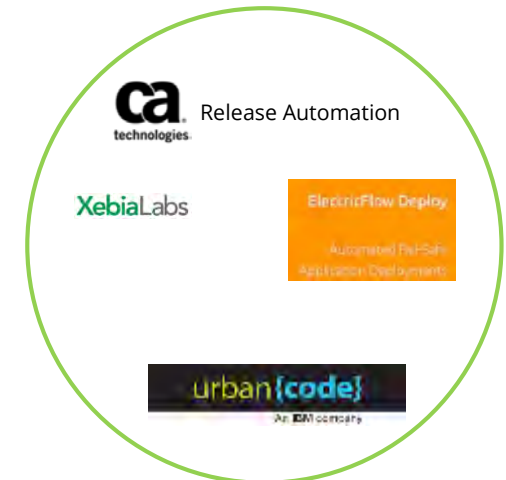 ca
technologies
Release Automation
XebiaLabs
ElectricFlow Deploy
Automated Fail-Safe
Application Deployments
urban{code}
An IBM company